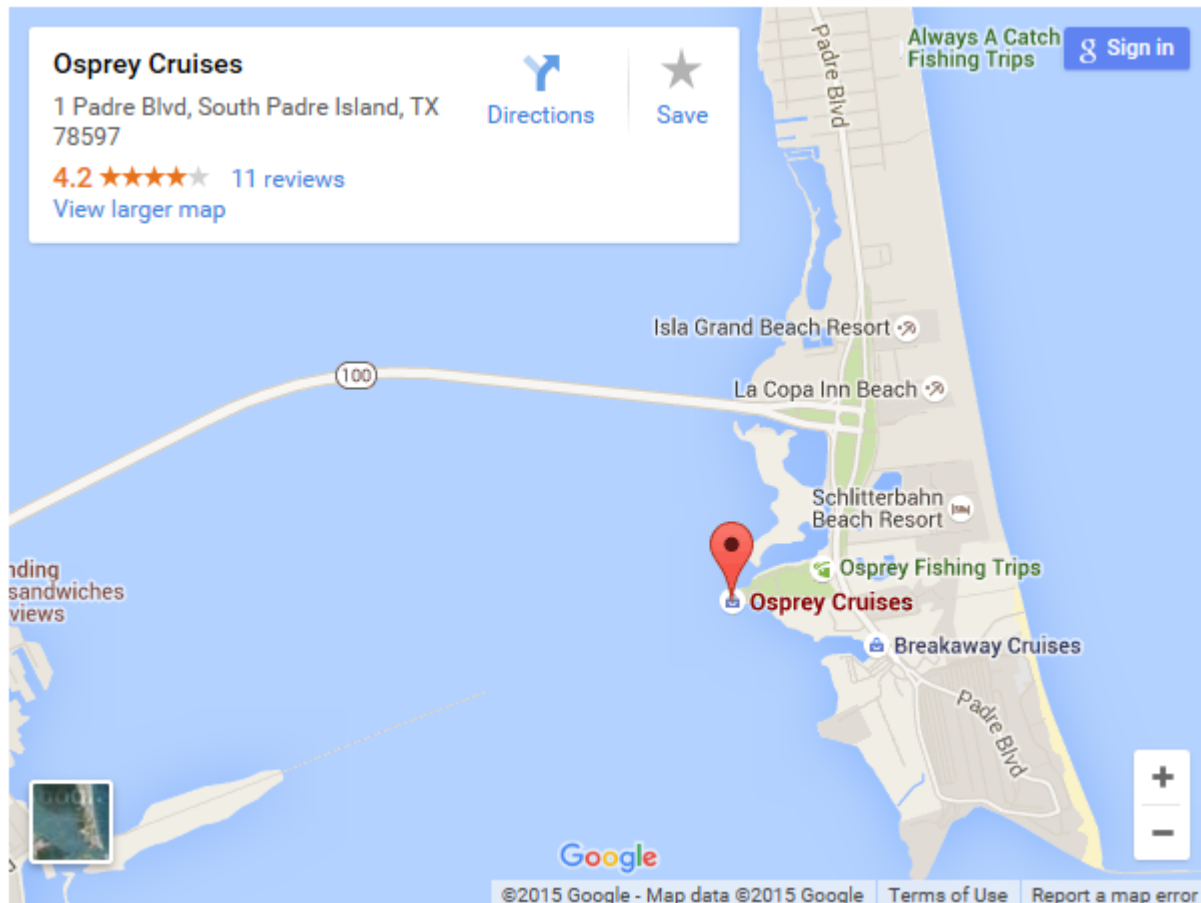 Osprey Cruises
1 Padre Blvd, South Padre Island, TX
78597
4.2
11 reviews
View larger map
Directions
Save
Padre Blvd
Always A Catch
Fishing Trips
g Sign in
Isla Grand Beach Resort
100
La Copa Inn Beach
Schlitterbahn
Beach Resort
Osprey Fishing Trips
Osprey Cruises
Breakaway Cruises
nding
sandwiches
views
Padre Blvd
+
−
Google
©2015 Google - Map data ©2015 Google
Terms of Use
Report a map error